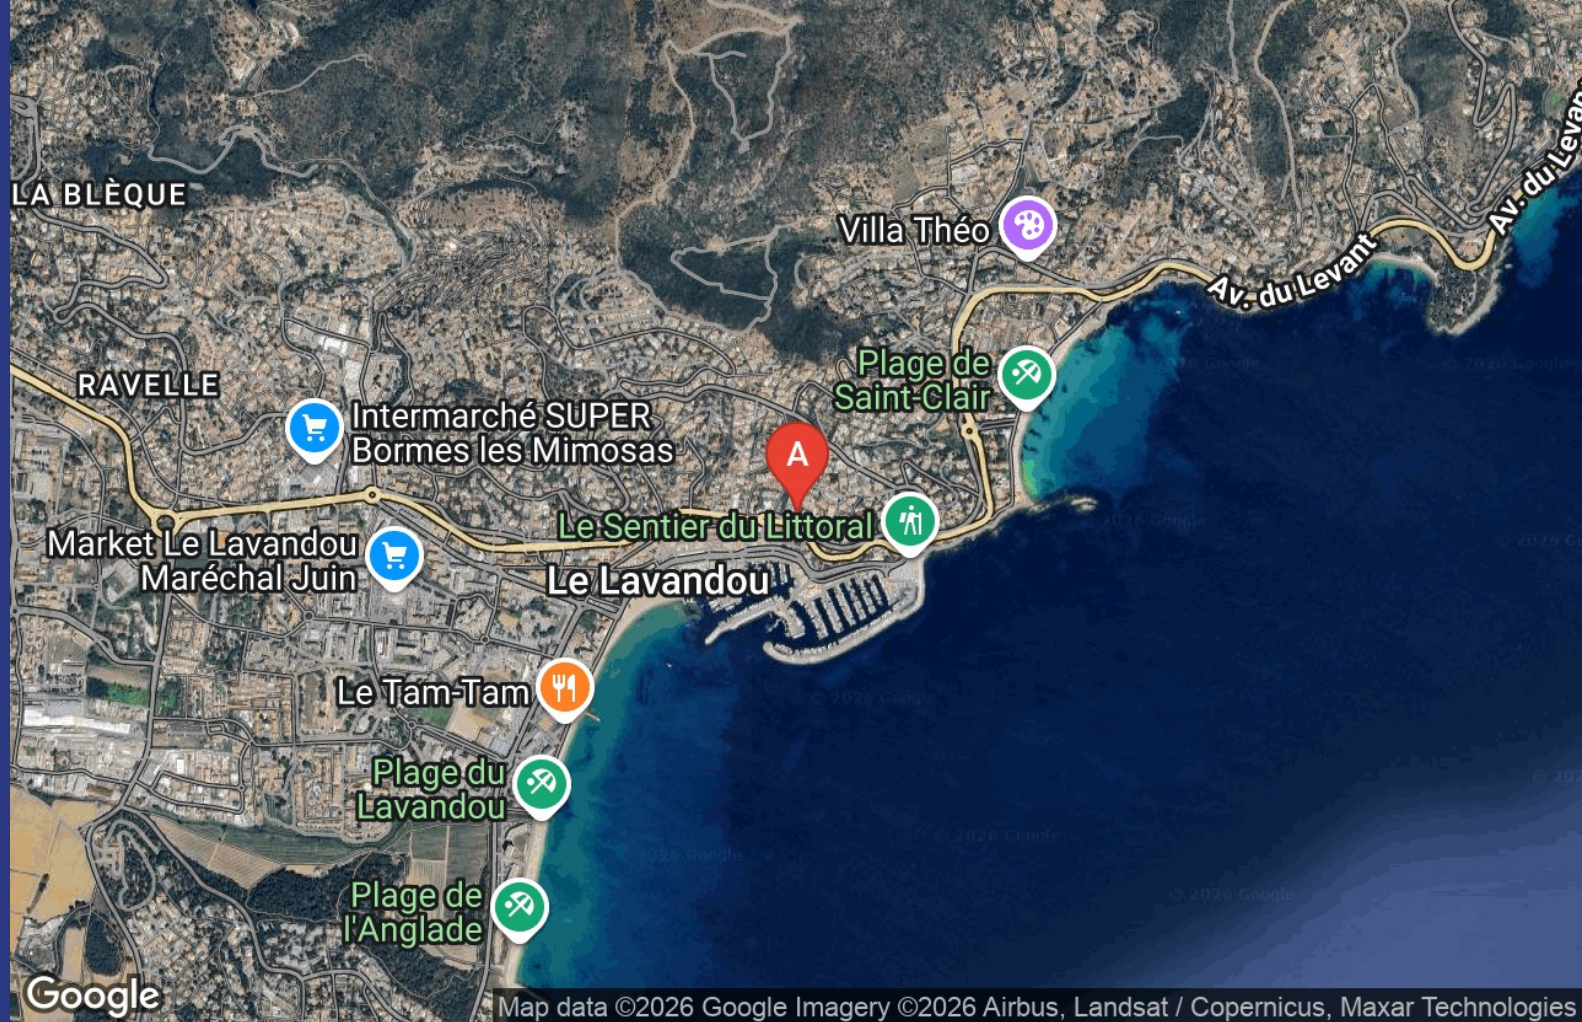 Av. du Levant
LA BLÈQUE
Villa Théo
Av. du Levant
Plage de
Saint-Clair
RAVELLE
Intermarché SUPER
Bormes les Mimosas
A
Le Sentier du Littoral
Market Le Lavandou
Maréchal Juin
Le Lavandou
Le Tam-Tam
Plage du
Lavandou
Plage de
l'Anglade
Google
Map data ©2026 Google Imagery ©2026 Airbus, Landsat / Copernicus, Maxar Technologies